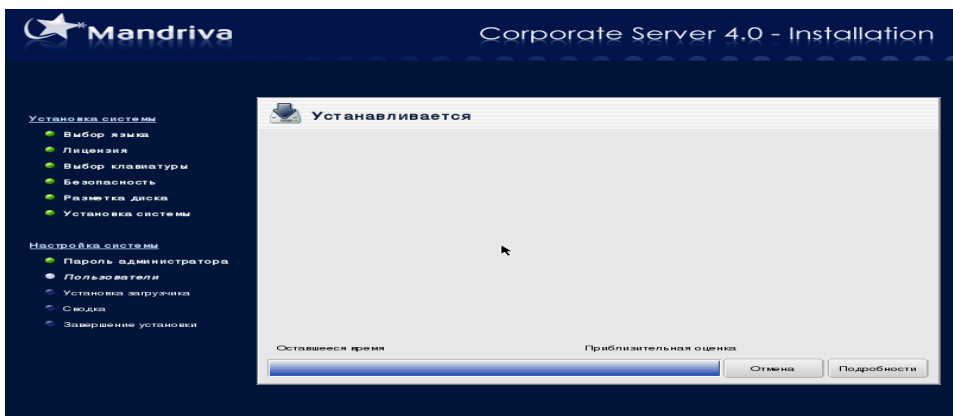 Mandriva
Corporate Server 4.0 - Installation
Установка системы
Выбор языка
Лицензия
Выбор клавиатуры
Безопасность
Разметка диска
Установка системы
Настройка системы
Пароль администратора
Пользователи
Установка загрузчика
Сводка
Завершение установки
Устанавливается
Оставшееся время
Приблизительная оценка
Отмена
Подробности